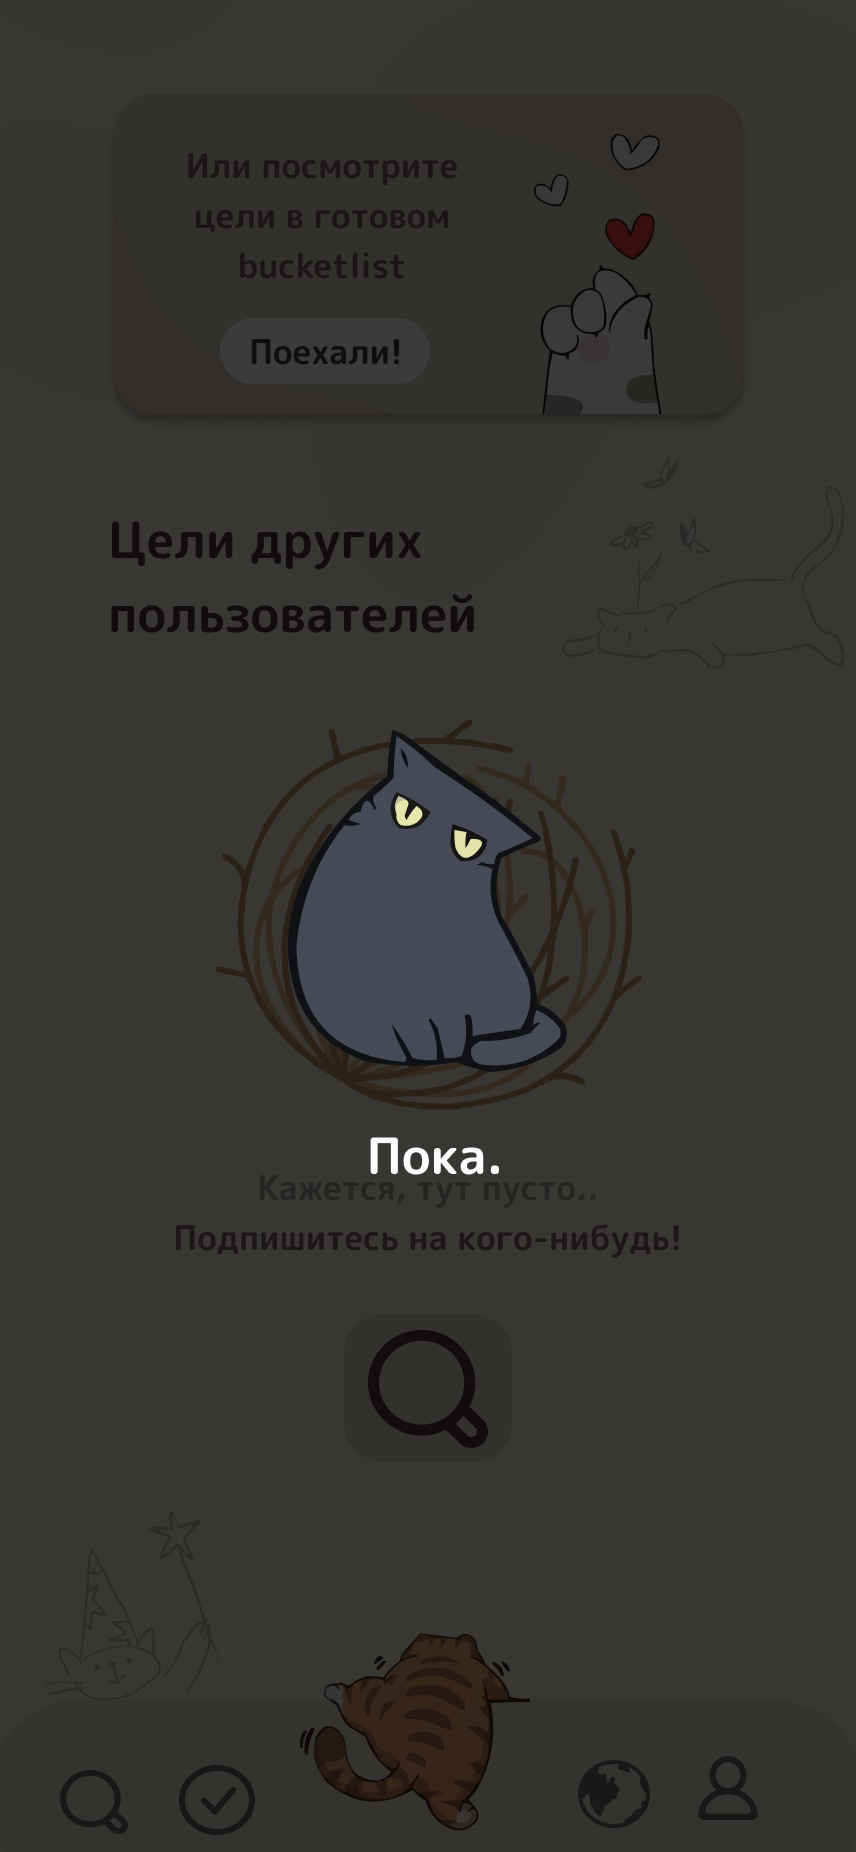 Или посмотрите
цели в готовом
bucketlist
Поехали!
Цели других
пользователей
Пока.
Кажется, тут пусто..
Подпишитесь на кого-нибудь!